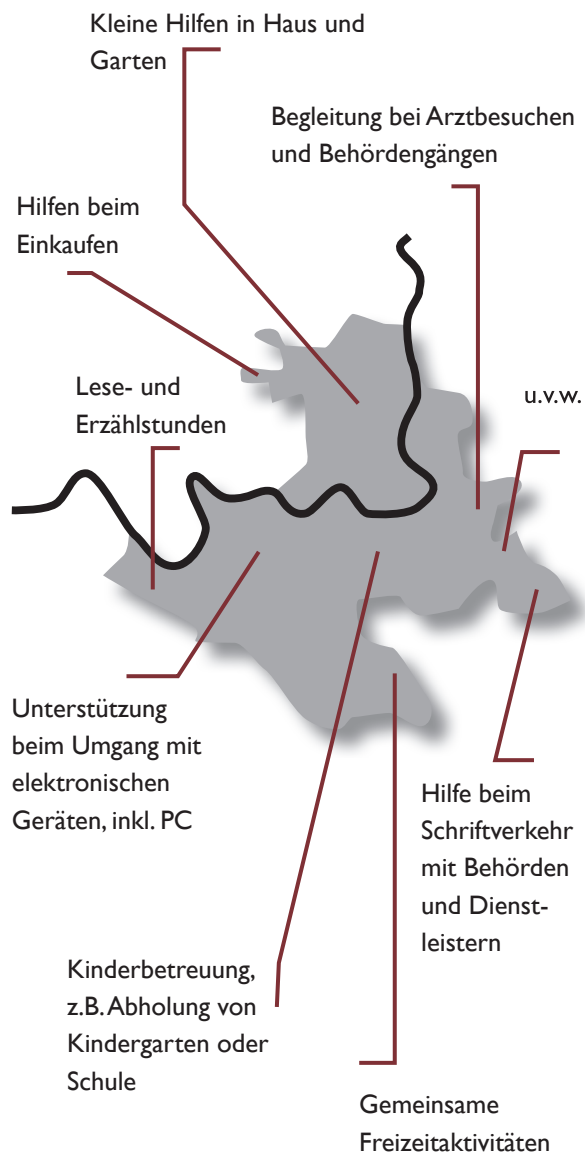 Kleine Hilfen in Haus und
Garten
Begleitung bei Arztbesuchen
und Behördengängen
Hilfen beim
Einkaufen
Lese- und
Erzählstunden
u.v.w.
Unterstützung
beim Umgang mit
elektronischen
Geräten, inkl. PC
Hilfe beim
Schriftverkehr
mit Behörden
und Dienst-
leistern
Kinderbetreuung,
z.B. Abholung von
Kindergarten oder
Schule
Gemeinsame
Freizeitaktivitäten